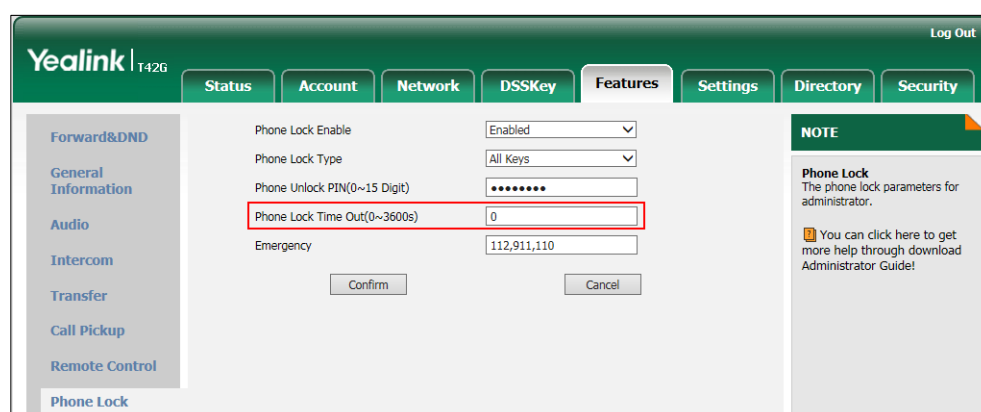 Log Out
Yealink | T42G
Status Account Network DSSKey Features Settings Directory Security
Forward&DND
General
Information
Audio
Intercom
Transfer
Call Pickup
Remote Control
Phone Lock
Phone Lock Enable Enabled
Phone Lock Type All Keys
Phone Unlock PIN(0~15 Digit) ••••••••
Phone Lock Time Out(0~3600s) 0
Emergency 112,911,110
Confirm Cancel
NOTE
Phone Lock
The phone lock parameters for
administrator.
You can click here to get
more help through download
Administrator Guide!